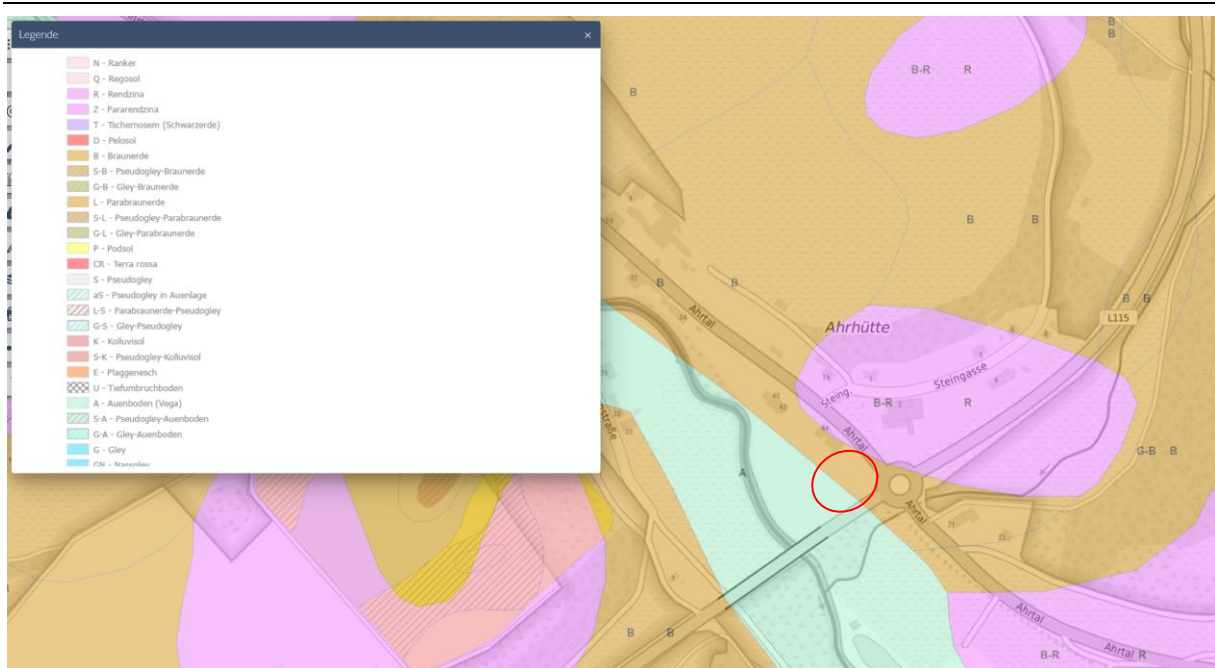 Legende ×
N - Ranker
Q - Regosol
R - Rendzina
Z - Pararendzina
T - Tschernosem (Schwarzerde)
D - Pelosol
B - Braunerde
S-B - Pseudogley-Braunerde
G-B - Gley-Braunerde
L - Parabraunerde
S-L - Pseudogley-Parabraunerde
G-L - Gley-Parabraunerde
P - Podsol
CR - Terra rossa
S - Pseudogley
aS - Pseudogley in Auenlage
L-S - Parabraunerde-Pseudogley
G-S - Gley-Pseudogley
K - Kolluvisol
S-K - Pseudogley-Kolluvisol
E - Plaggenesch
U - Tiefumbruchboden
A - Auenboden (Vega)
S-A - Pseudogley-Auenboden
G-A - Gley-Auenboden
G - Gley
GN - Nassgley
B
B
B-R R
B
B B
B B
B B
L115
Ahrtal
Ahrhütte
Steingasse
Steing.
B-R R
Ahrtal
G-B B
A
Ahrtal
B B
Ahrtal
B-R
Ahrtal R